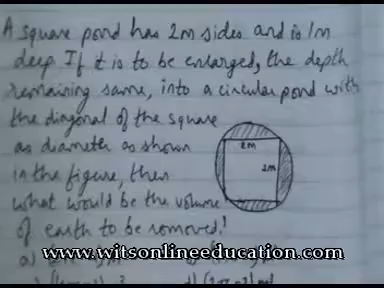 A square pond has 2m sides and is 1m
deep. If it is to be enlarged, the depth
remaining same, into a circular pond with
the diagonal of the square
as diameter as shown
in the figure, then
what would be the volume
of earth to be removed?
2m
2m
www.witsonlineeducation.com
a)
d)